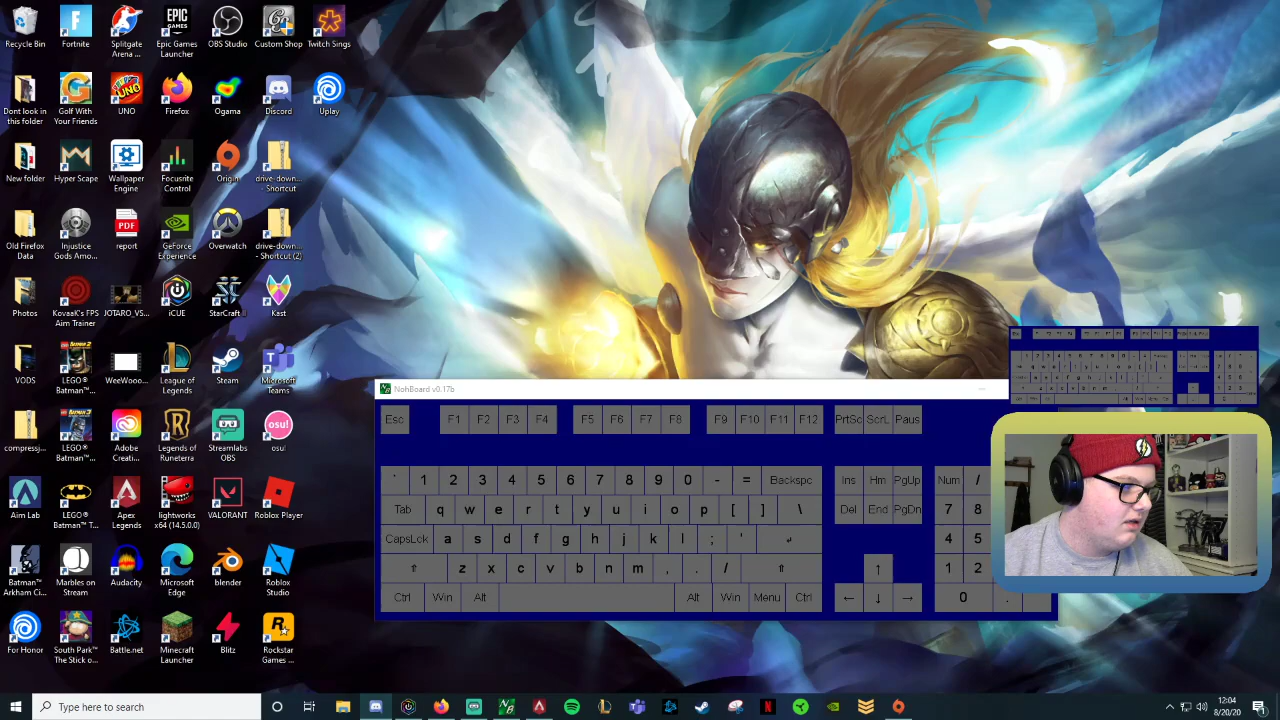 Recycle Bin
Fortnite
Splitgate
Arena ...
Epic Games
Launcher
OBS Studio
Custom Shop
Twitch Sings
Dont look in
this folder
Golf With
Your Friends
UNO
Firefox
Ogama
Discord
Uplay
New folder
Hyper Scape
Wallpaper
Engine
Focusrite
Control
Origin
drive-down...
- Shortcut
Old Firefox
Data
Injustice
Gods Amo...
report
GeForce
Experience
Overwatch
drive-down...
- Shortcut (2)
Photos
KovaaK's FPS
Aim Trainer
JOTARO_VS...
iCUE
StarCraft II
Kast
VODS
LEGO®
Batman™...
WeeWooo...
League of
Legends
Steam
Microsoft
Teams
compressj...
LEGO®
Batman™...
Adobe
Creati...
Legends of
Runeterra
Streamlabs
OBS
osu!
Aim Lab
LEGO®
Batman™ T...
Apex
Legends
lightworks
x64 (14.5.0.0)
VALORANT
Roblox Player
Batman™
Arkham Ci...
Marbles on
Stream
Audacity
Microsoft
Edge
blender
Roblox
Studio
For Honor
South Park™
The Stick o...
Battle.net
Minecraft
Launcher
Blitz
Rockstar
Games ...
NohBoard v0.17b
Esc F1 F2 F3 F4 F5 F6 F7 F8 F9 F10 F11 F12 PrtSc ScrL Paus
` 1 2 3 4 5 6 7 8 9 0 - = Backspc Ins Hm PgUp Num /
Tab q w e r t y u i o p [ ] \ Del End PgDn 7 8
CapsLck a s d f g h j k l ; ' ↲ 4 5
⇧ z x c v b n m , . / ⇧ ↑ 1 2
Ctrl Win Alt Alt Win Menu Ctrl ← ↓ → 0 .
Type here to search
12:04
8/20/20